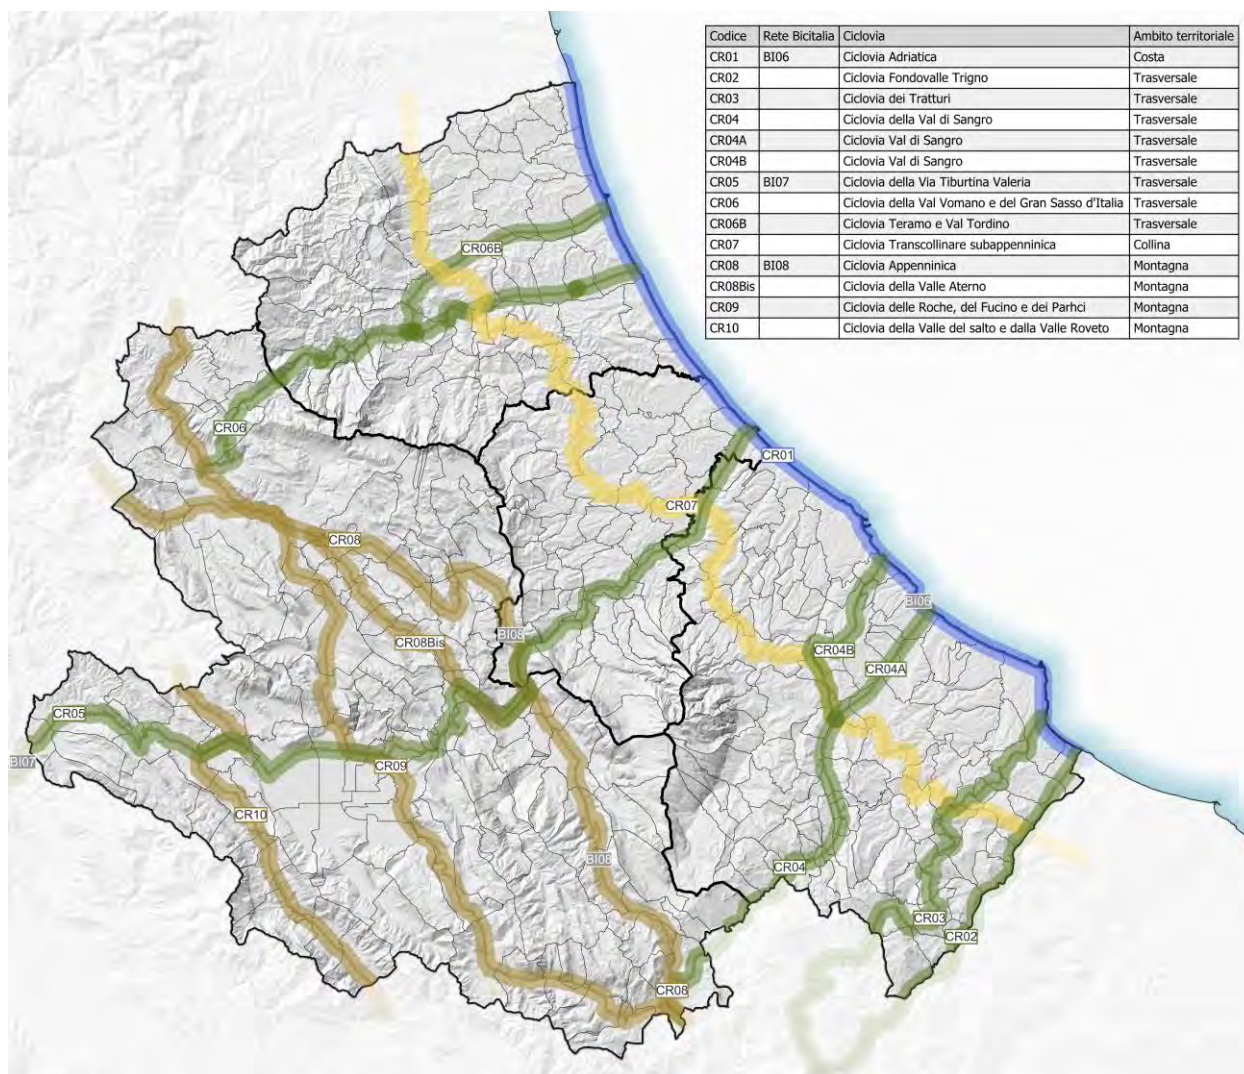 Codice Rete Bicitalia Ciclovia Ambito territoriale
CR01 BI06 Ciclovia Adriatica Costa
CR02 Ciclovia Fondovalle Trigno Trasversale
CR03 Ciclovia dei Tratturi Trasversale
CR04 Ciclovia della Val di Sangro Trasversale
CR04A Ciclovia Val di Sangro Trasversale
CR04B Ciclovia Val di Sangro Trasversale
CR05 BI07 Ciclovia della Via Tiburtina Valeria Trasversale
CR06 Ciclovia della Val Vomano e del Gran Sasso d'Italia Trasversale
CR06B Ciclovia Teramo e Val Tordino Trasversale
CR07 Ciclovia Transcollinare subappenninica Collina
CR08 BI08 Ciclovia Appenninica Montagna
CR08Bis Ciclovia della Valle Aterno Montagna
CR09 Ciclovia delle Roche, del Fucino e dei Parhci Montagna
CR10 Ciclovia della Valle del salto e dalla Valle Roveto Montagna
CR06B
CR06
CR01
CR07
CR08
BI06
BI08
CR08Bis
CR04B
CR04A
CR05
BI07
CR09
CR10
BI08
CR04
CR03
CR02
CR08